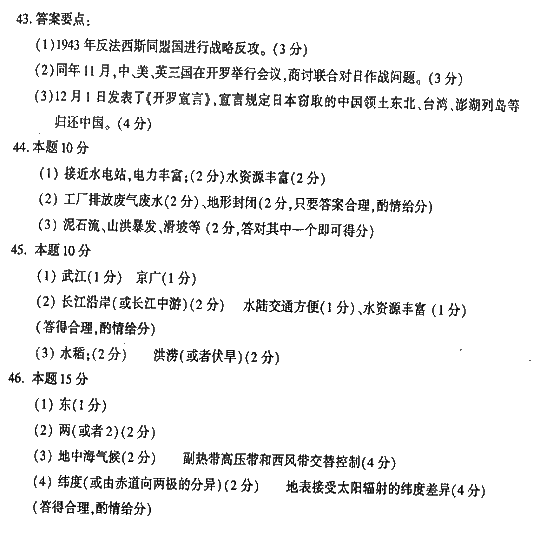 43.答案要点:
(1)1943年反法西斯同盟国进行战略反攻。(3分)
(2)同年11月,中、美、英三国在开罗举行会议,商讨联合对日作战问题。(3分)
(3)12月1日发表了《开罗宣言》,宣言规定日本窃取的中国领土东北、台湾、澎湖列岛等
归还中国。(4分)
44.本题10分
(1) 接近水电站,电力丰富;(2分)水资源丰富(2分)
(2) 工厂排放废气废水(2分)、地形封闭(2分,只要答案合理,酌情给分)
(3) 泥石流、山洪暴发、滑坡等 (2分,答对其中一个即可得分)
45. 本题10分
(1) 武江(1分) 京广(1分)
(2) 长江沿岸(或长江中游)(2分) 水陆交通方便(1分)、水资源丰富 (1分)
(答得合理,酌情给分)
(3) 水稻;(2分) 洪涝(或者伏旱)(2分)
46. 本题15分
(1) 东(1分)
(2) 两(或者2)(2分)
(3) 地中海气候(2分) 副热带高压带和西风带交替控制(4分)
(4) 纬度(或由赤道向两极的分异)(2分) 地表接受太阳辐射的纬度差异(4分)
(答得合理,酌情给分)